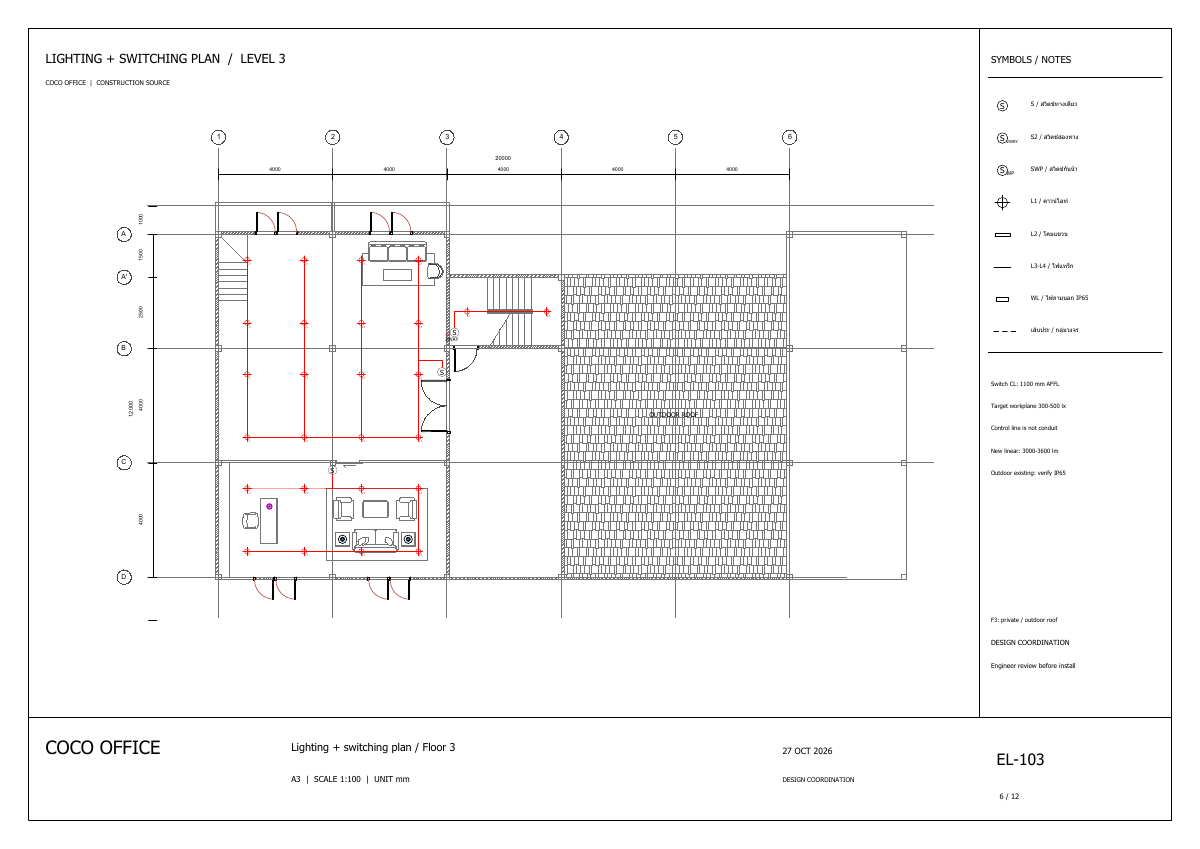 LIGHTING + SWITCHING PLAN / LEVEL 3
COCO OFFICE | CONSTRUCTION SOURCE
1
2
3
4
5
6
20000
4000
4000
4000
4000
4000
A
A'
B
C
D
1000
1500
2500
4000
12000
4000
S
S
S
OUTDOOR ROOF
SYMBOLS / NOTES
S
S / สวิตช์ทางเดียว
S
S2 / สวิตช์สองทาง
S
WP
SWP / สวิตช์กันน้ำ
L1 / ดาวน์ไลท์
L2 / โคมแขวน
L3-L4 / ไฟแทร็ก
WL / ไฟภายนอก IP65
เส้นประ / กลุ่มวงจร
Switch CL: 1100 mm AFFL
Target workplane 300-500 lx
Control line is not conduit
New linear: 3000-3600 lm
Outdoor existing: verify IP65
F3: private / outdoor roof
DESIGN COORDINATION
Engineer review before install
COCO OFFICE
Lighting + switching plan / Floor 3
A3 | SCALE 1:100 | UNIT mm
27 OCT 2026
DESIGN COORDINATION
EL-103
6 / 12